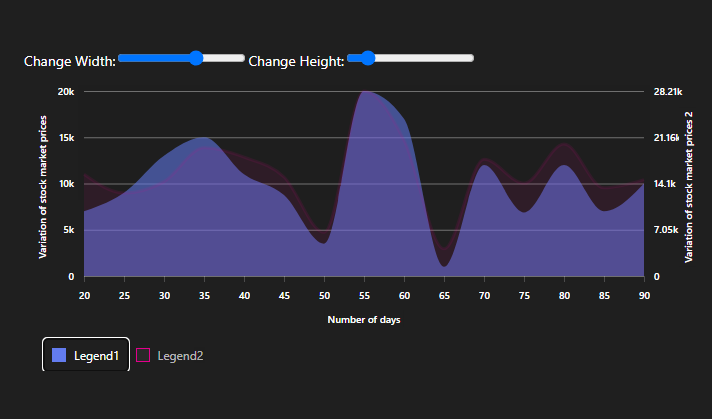 Change Width: Change Height:
Variation of stock market prices
20k
15k
10k
5k
0
28.21k
21.16k
14.1k
7.05k
0
Variation of stock market prices 2
20 25 30 35 40 45 50 55 60 65 70 75 80 85 90
Number of days
Legend1 Legend2